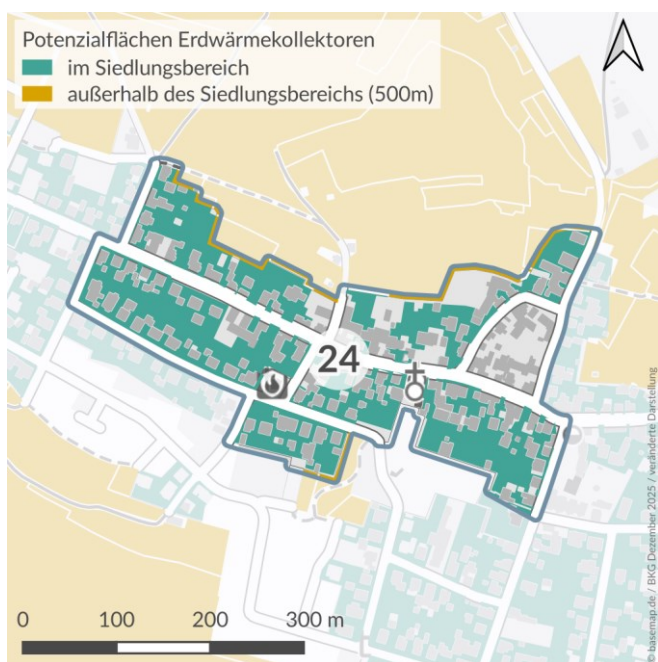 Potenzialflächen Erdwärmekollektoren
im Siedlungsbereich
außerhalb des Siedlungsbereichs (500m)
24
0 100 200 300 m
© basemap.de / BKG Dezember 2025 / veränderte Darstellung